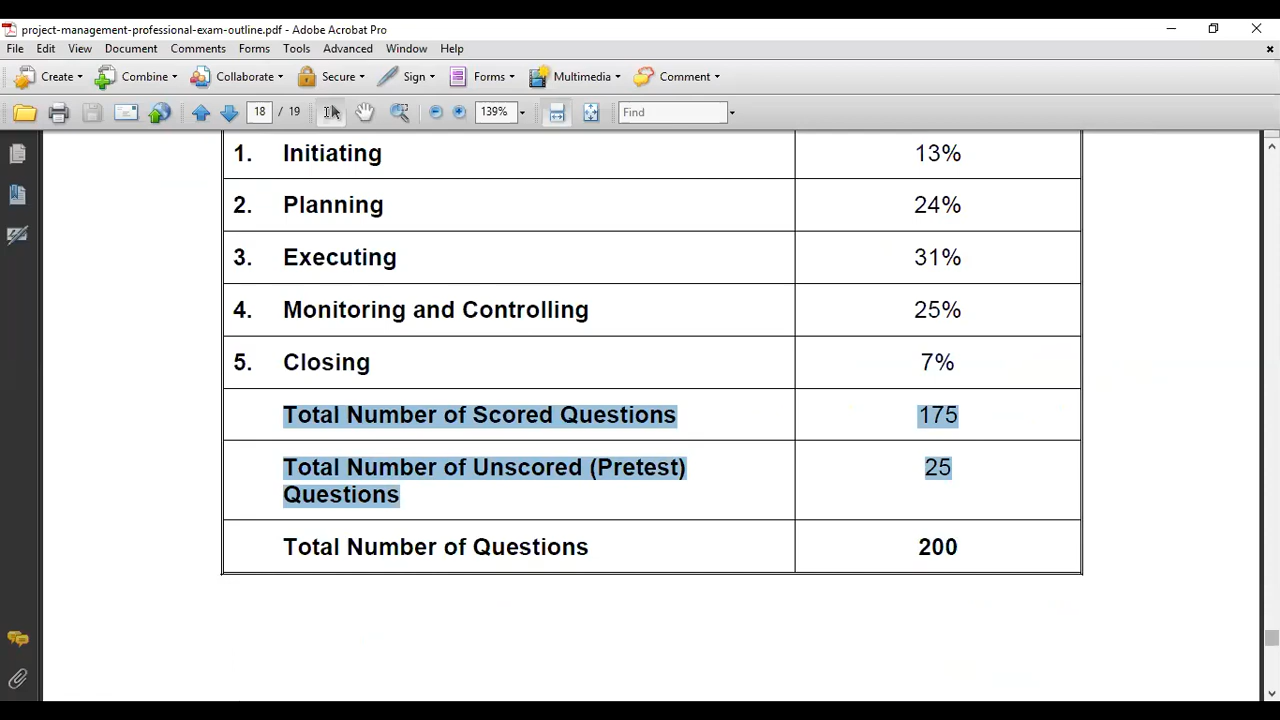 project-management-professional-exam-outline.pdf - Adobe Acrobat Pro
File Edit View Document Comments Forms Tools Advanced Window Help
Create Combine Collaborate Secure Sign Forms Multimedia Comment
18 / 19 139% Find
1. Initiating 13%
2. Planning 24%
3. Executing 31%
4. Monitoring and Controlling 25%
5. Closing 7%
Total Number of Scored Questions 175
Total Number of Unscored (Pretest) 25
Questions
Total Number of Questions 200